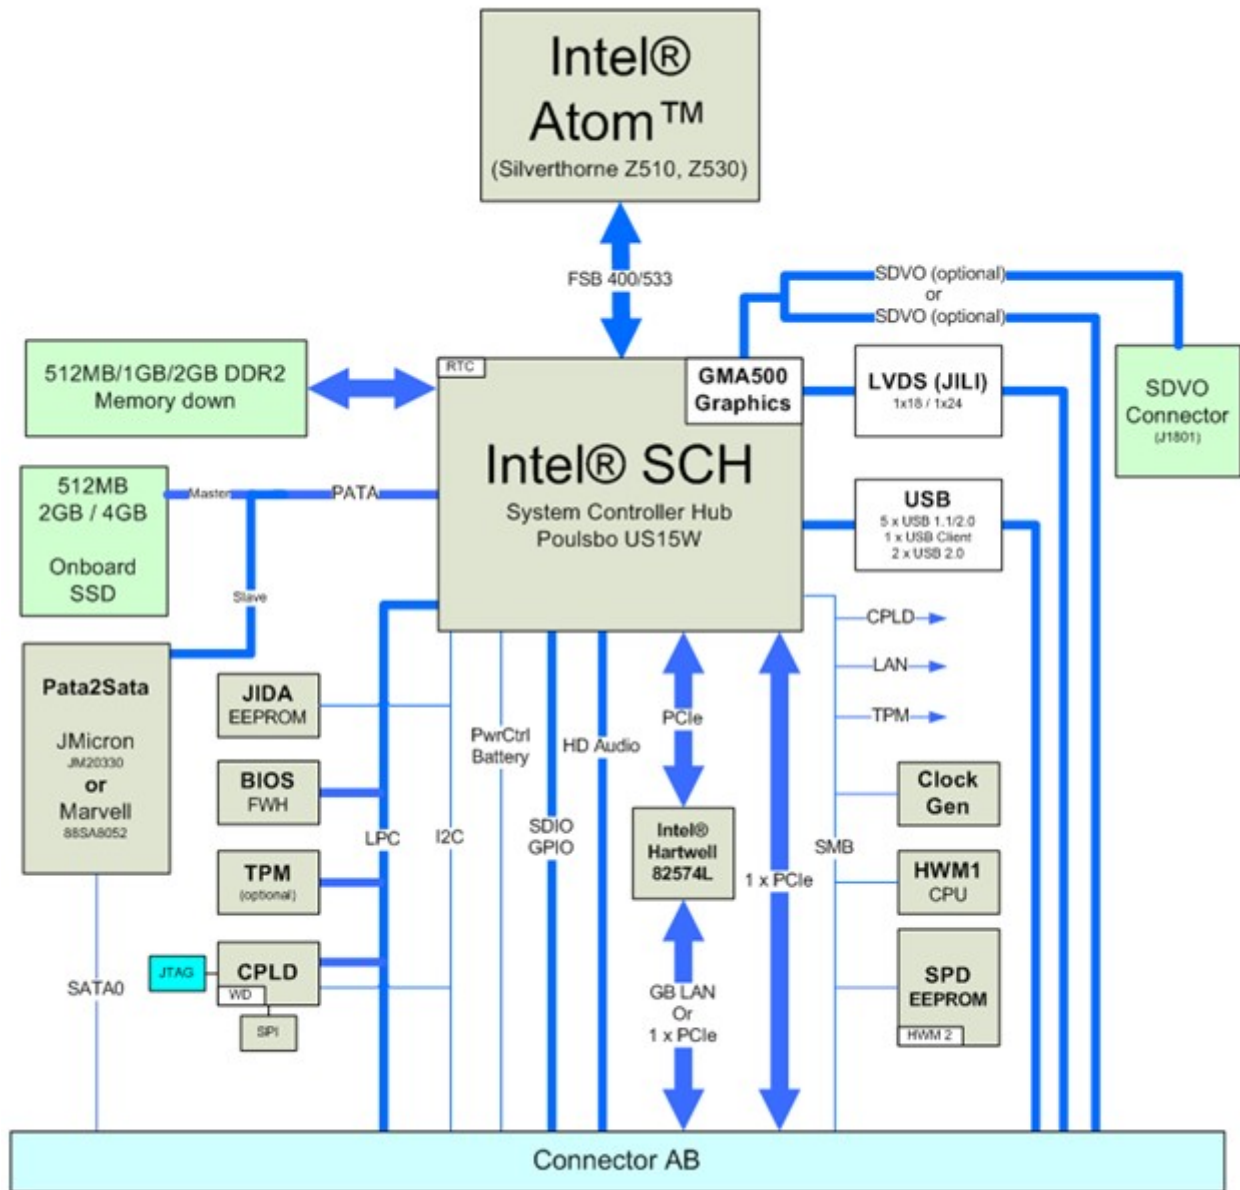 Intel®
Atom™
(Silverthorne Z510, Z530)
FSB 400/533
SDVO (optional)
or
SDVO (optional)
512MB/1GB/2GB DDR2
Memory down
RTC
GMA500
Graphics
LVDS (JILI)
1x18 / 1x24
SDVO
Connector
(J1801)
Intel® SCH
System Controller Hub
Poulsbo US15W
512MB
2GB / 4GB
Onboard
SSD
Master
PATA
Slave
USB
5 x USB 1.1/2.0
1 x USB Client
2 x USB 2.0
CPLD
LAN
TPM
Pata2Sata
JMicron
JM20330
or
Marvell
88SA8052
JIDA
EEPROM
BIOS
FWH
TPM
(optional)
CPLD
WD
JTAG
SPI
SATA0
LPC
I2C
PwrCtrl
Battery
SDIO
GPIO
HD Audio
PCIe
Intel®
Hartwell
82574L
GB LAN
Or
1 x PCIe
1 x PCIe
SMB
Clock
Gen
HWM1
CPU
SPD
EEPROM
HWM 2
Connector AB